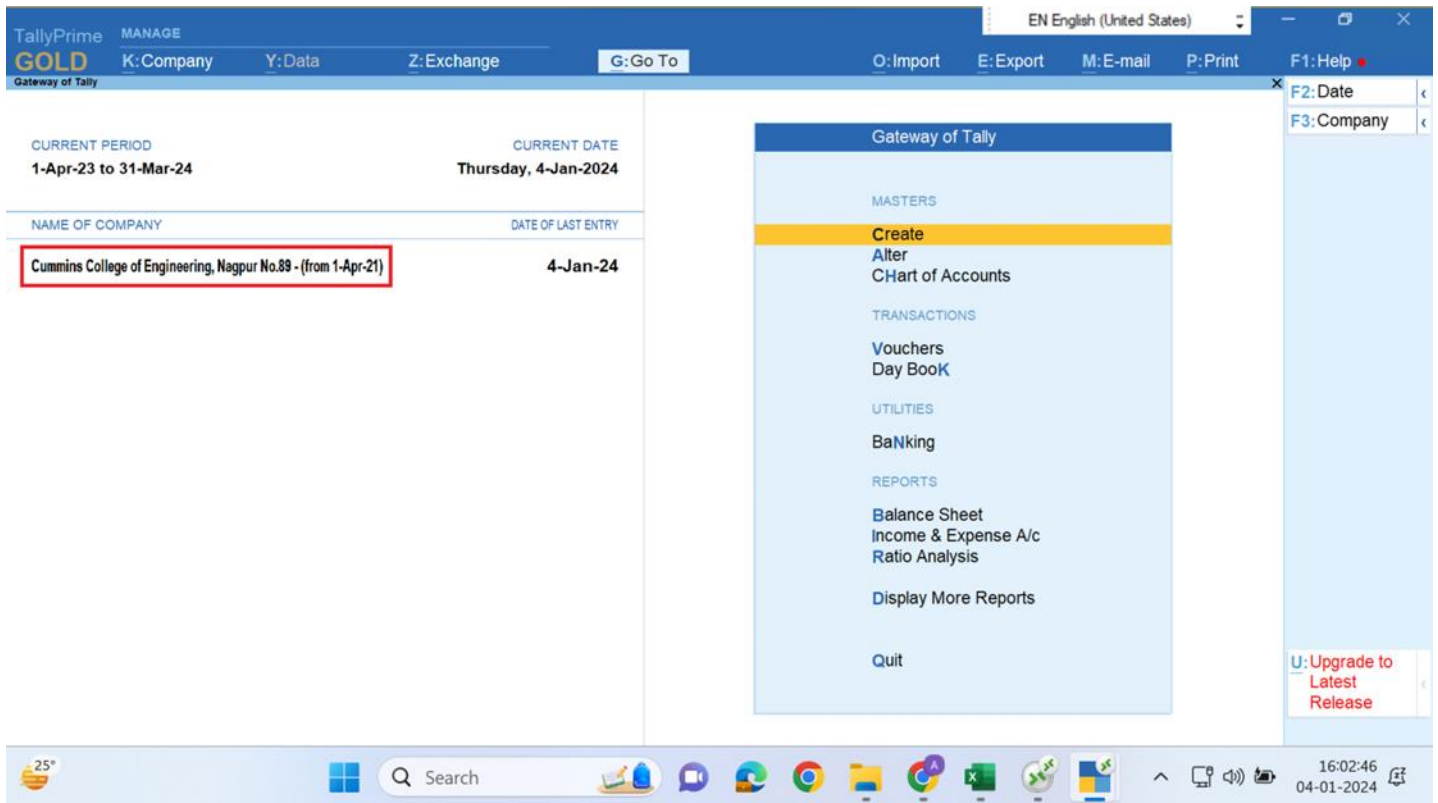 EN English (United States)
TallyPrime MANAGE
GOLD K:Company Y:Data Z:Exchange G:Go To O:Import E:Export M:E-mail P:Print F1:Help
Gateway of Tally
F2:Date
F3:Company
CURRENT PERIOD CURRENT DATE
1-Apr-23 to 31-Mar-24 Thursday, 4-Jan-2024
NAME OF COMPANY DATE OF LAST ENTRY
Cummins College of Engineering, Nagpur No.89 - (from 1-Apr-21) 4-Jan-24
Gateway of Tally
MASTERS
Create
Alter
CHart of Accounts
TRANSACTIONS
Vouchers
Day BooK
UTILITIES
BaNking
REPORTS
Balance Sheet
Income & Expense A/c
Ratio Analysis
Display More Reports
Quit
U:Upgrade to
Latest
Release
25°
Search
A
16:02:46
04-01-2024